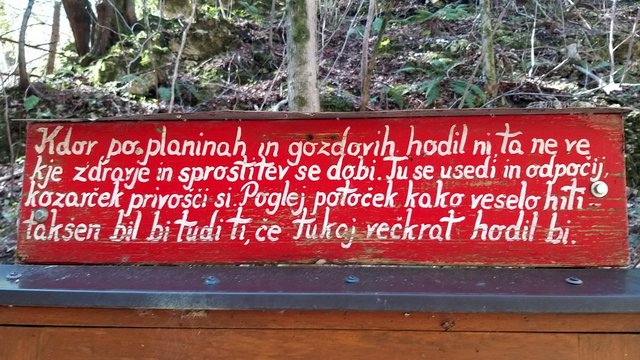 Kdor po planinah in gozdovih hodil ni, ta ne ve
kje zdravje in sprostitev se dobi. Tu se usedi in odpočij,
kozarček privošči si. Poglej potoček kako veselo hiti -
takšen bil bi tudi ti, če tukaj večkrat hodil bi.